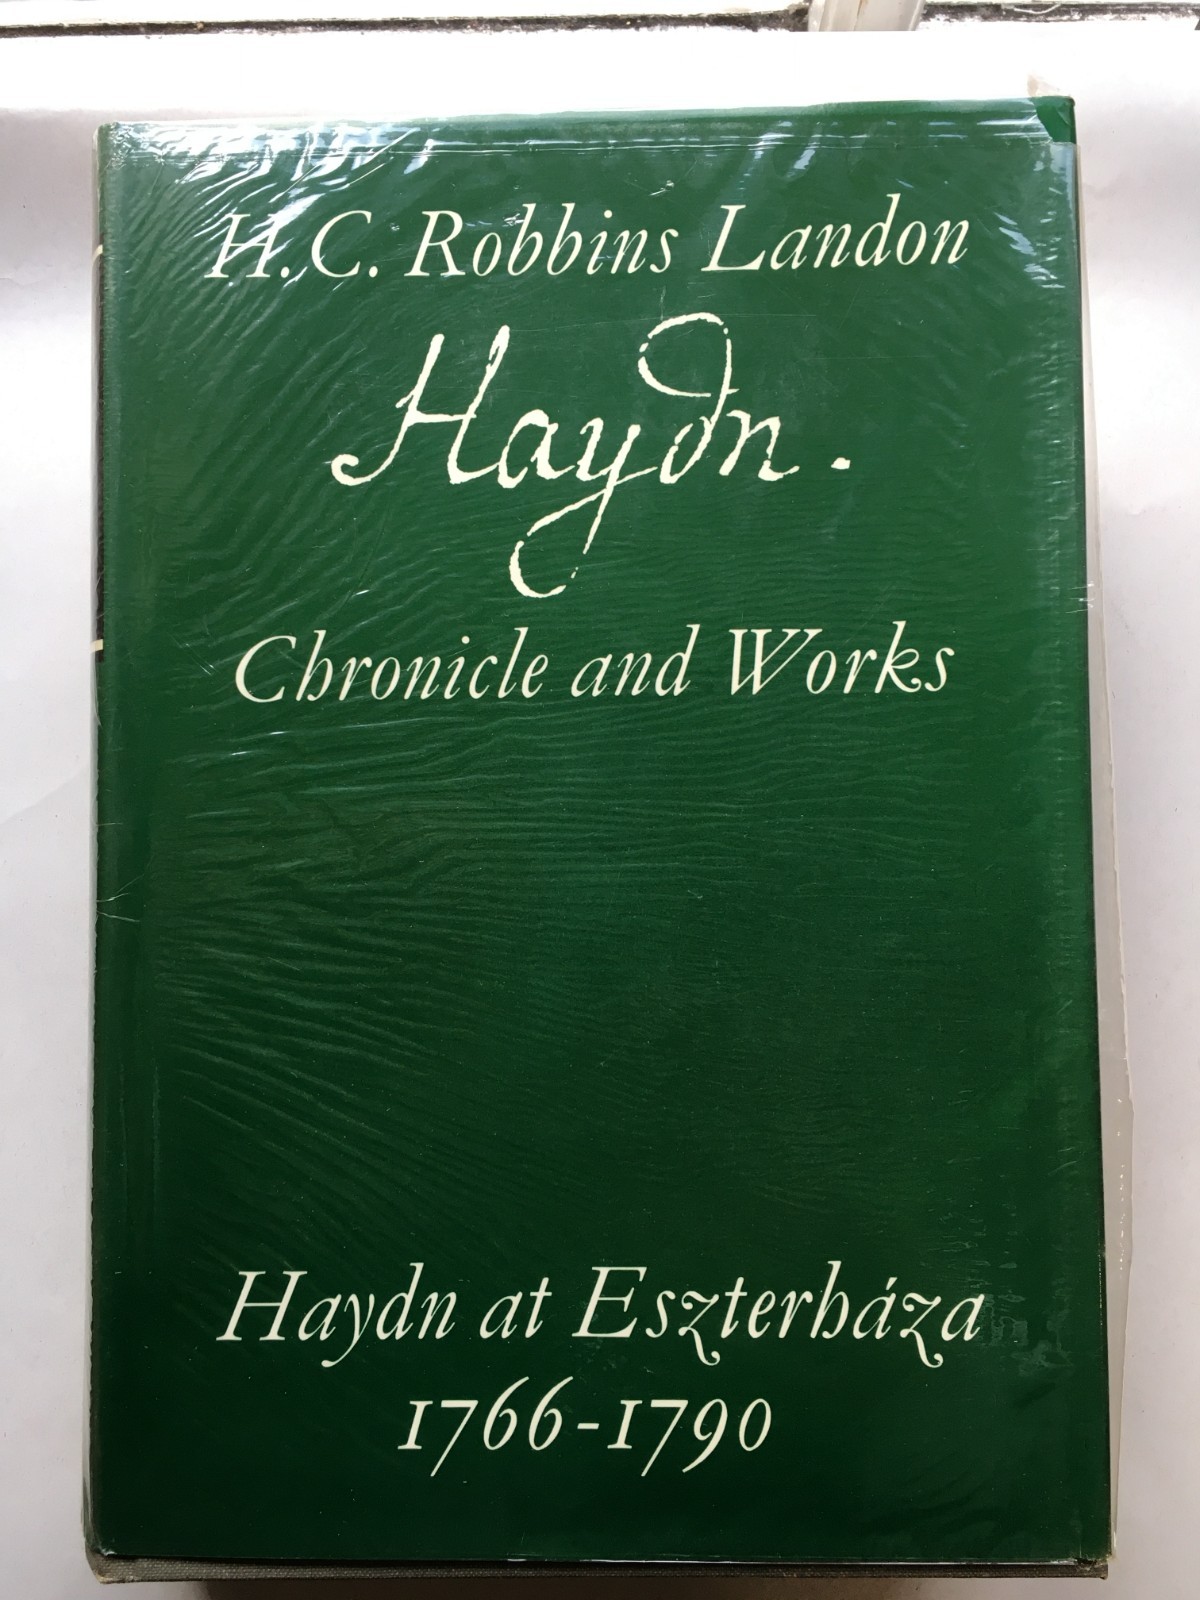 H. C. Robbins Landon
Haydn.
Chronicle and Works
Haydn at Eszterháza
1766-1790